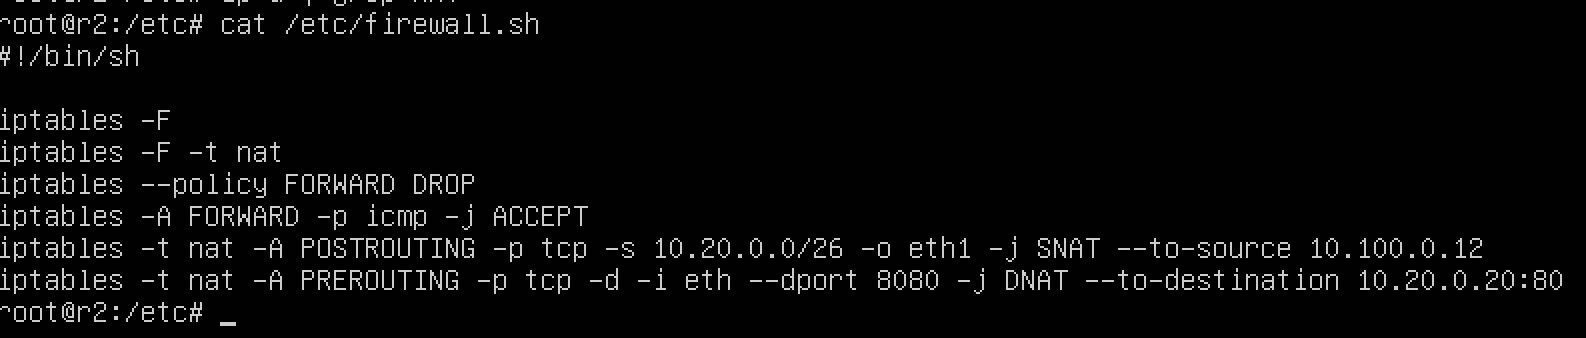 root@r2:/etc# cat /etc/firewall.sh
#!/bin/sh

iptables -F
iptables -F -t nat
iptables --policy FORWARD DROP
iptables -A FORWARD -p icmp -j ACCEPT
iptables -t nat -A POSTROUTING -p tcp -s 10.20.0.0/26 -o eth1 -j SNAT --to-source 10.100.0.12
iptables -t nat -A PREROUTING -p tcp -d -i eth --dport 8080 -j DNAT --to-destination 10.20.0.20:80
root@r2:/etc# _